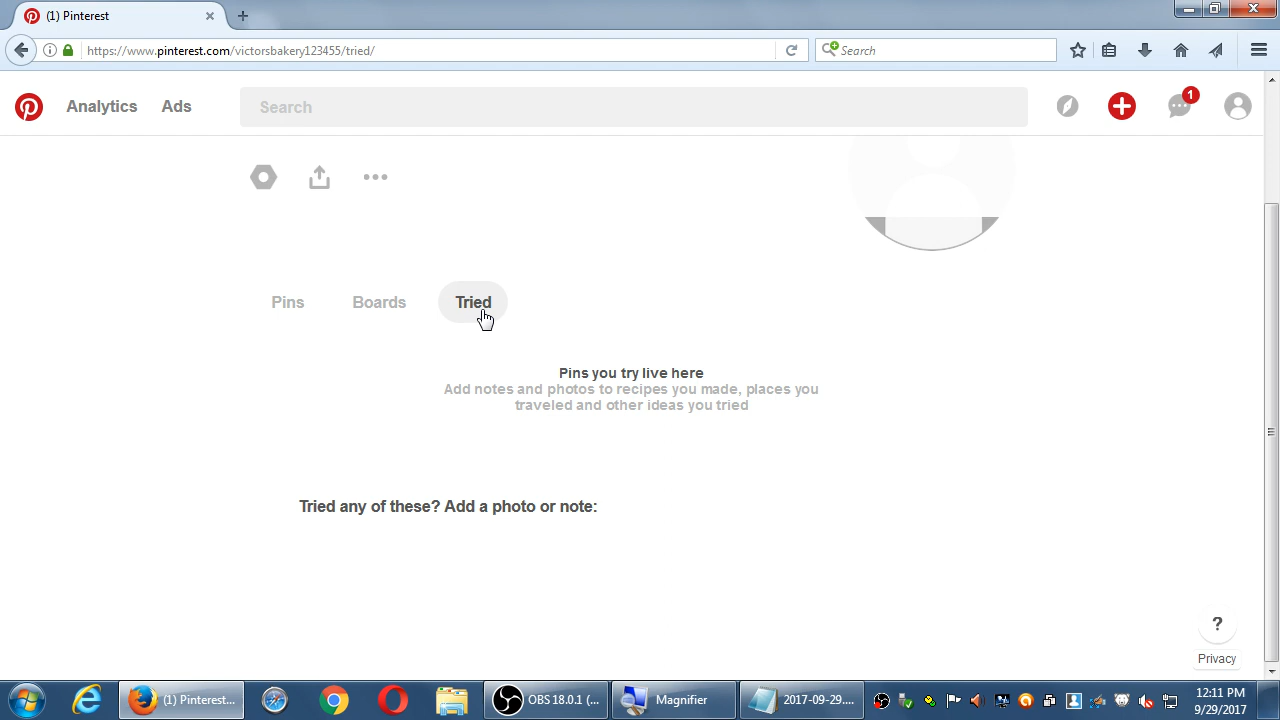 (1) Pinterest
https://www.pinterest.com/victorsbakery123455/tried/
Search
Analytics
Ads
Search
1
Pins
Boards
Tried
Pins you try live here
Add notes and photos to recipes you made, places you
traveled and other ideas you tried
Tried any of these? Add a photo or note:
?
Privacy
(1) Pinterest...
OBS 18.0.1 (...
Magnifier
2017-09-29....
12:11 PM
9/29/2017